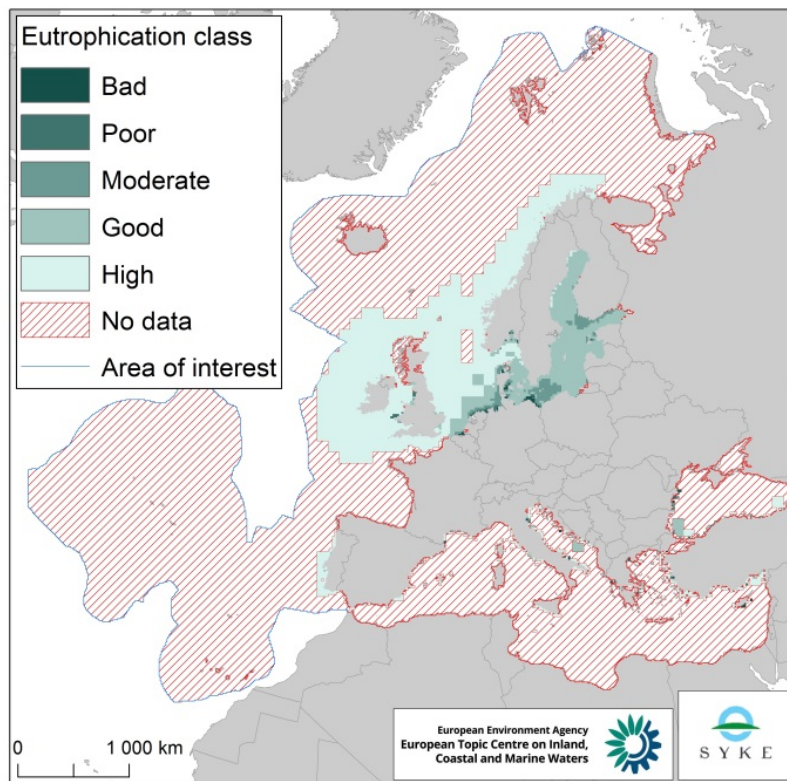 Eutrophication class
Bad
Poor
Moderate
Good
High
No data
Area of interest
0
1 000 km
European Environment Agency
European Topic Centre on Inland,
Coastal and Marine Waters
SYKE